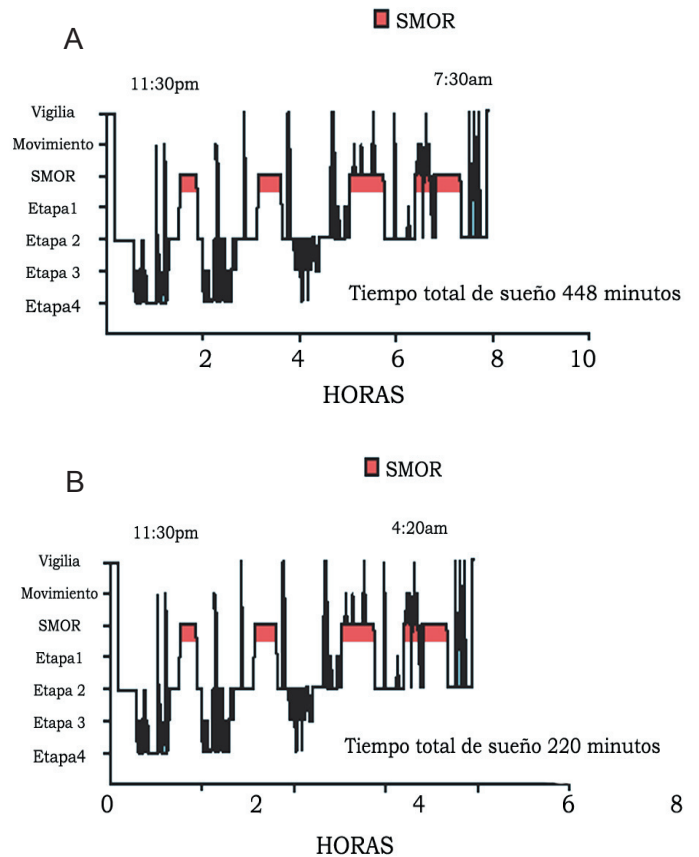 SMOR
A
11:30pm
7:30am
Vigilia
Movimiento
SMOR
Etapa1
Etapa 2
Etapa 3
Etapa4
Tiempo total de sueño 448 minutos
2 4 6 8 10
HORAS
SMOR
B
11:30pm
4:20am
Vigilia
Movimiento
SMOR
Etapa1
Etapa 2
Etapa 3
Etapa4
Tiempo total de sueño 220 minutos
0 2 4 6 8
HORAS